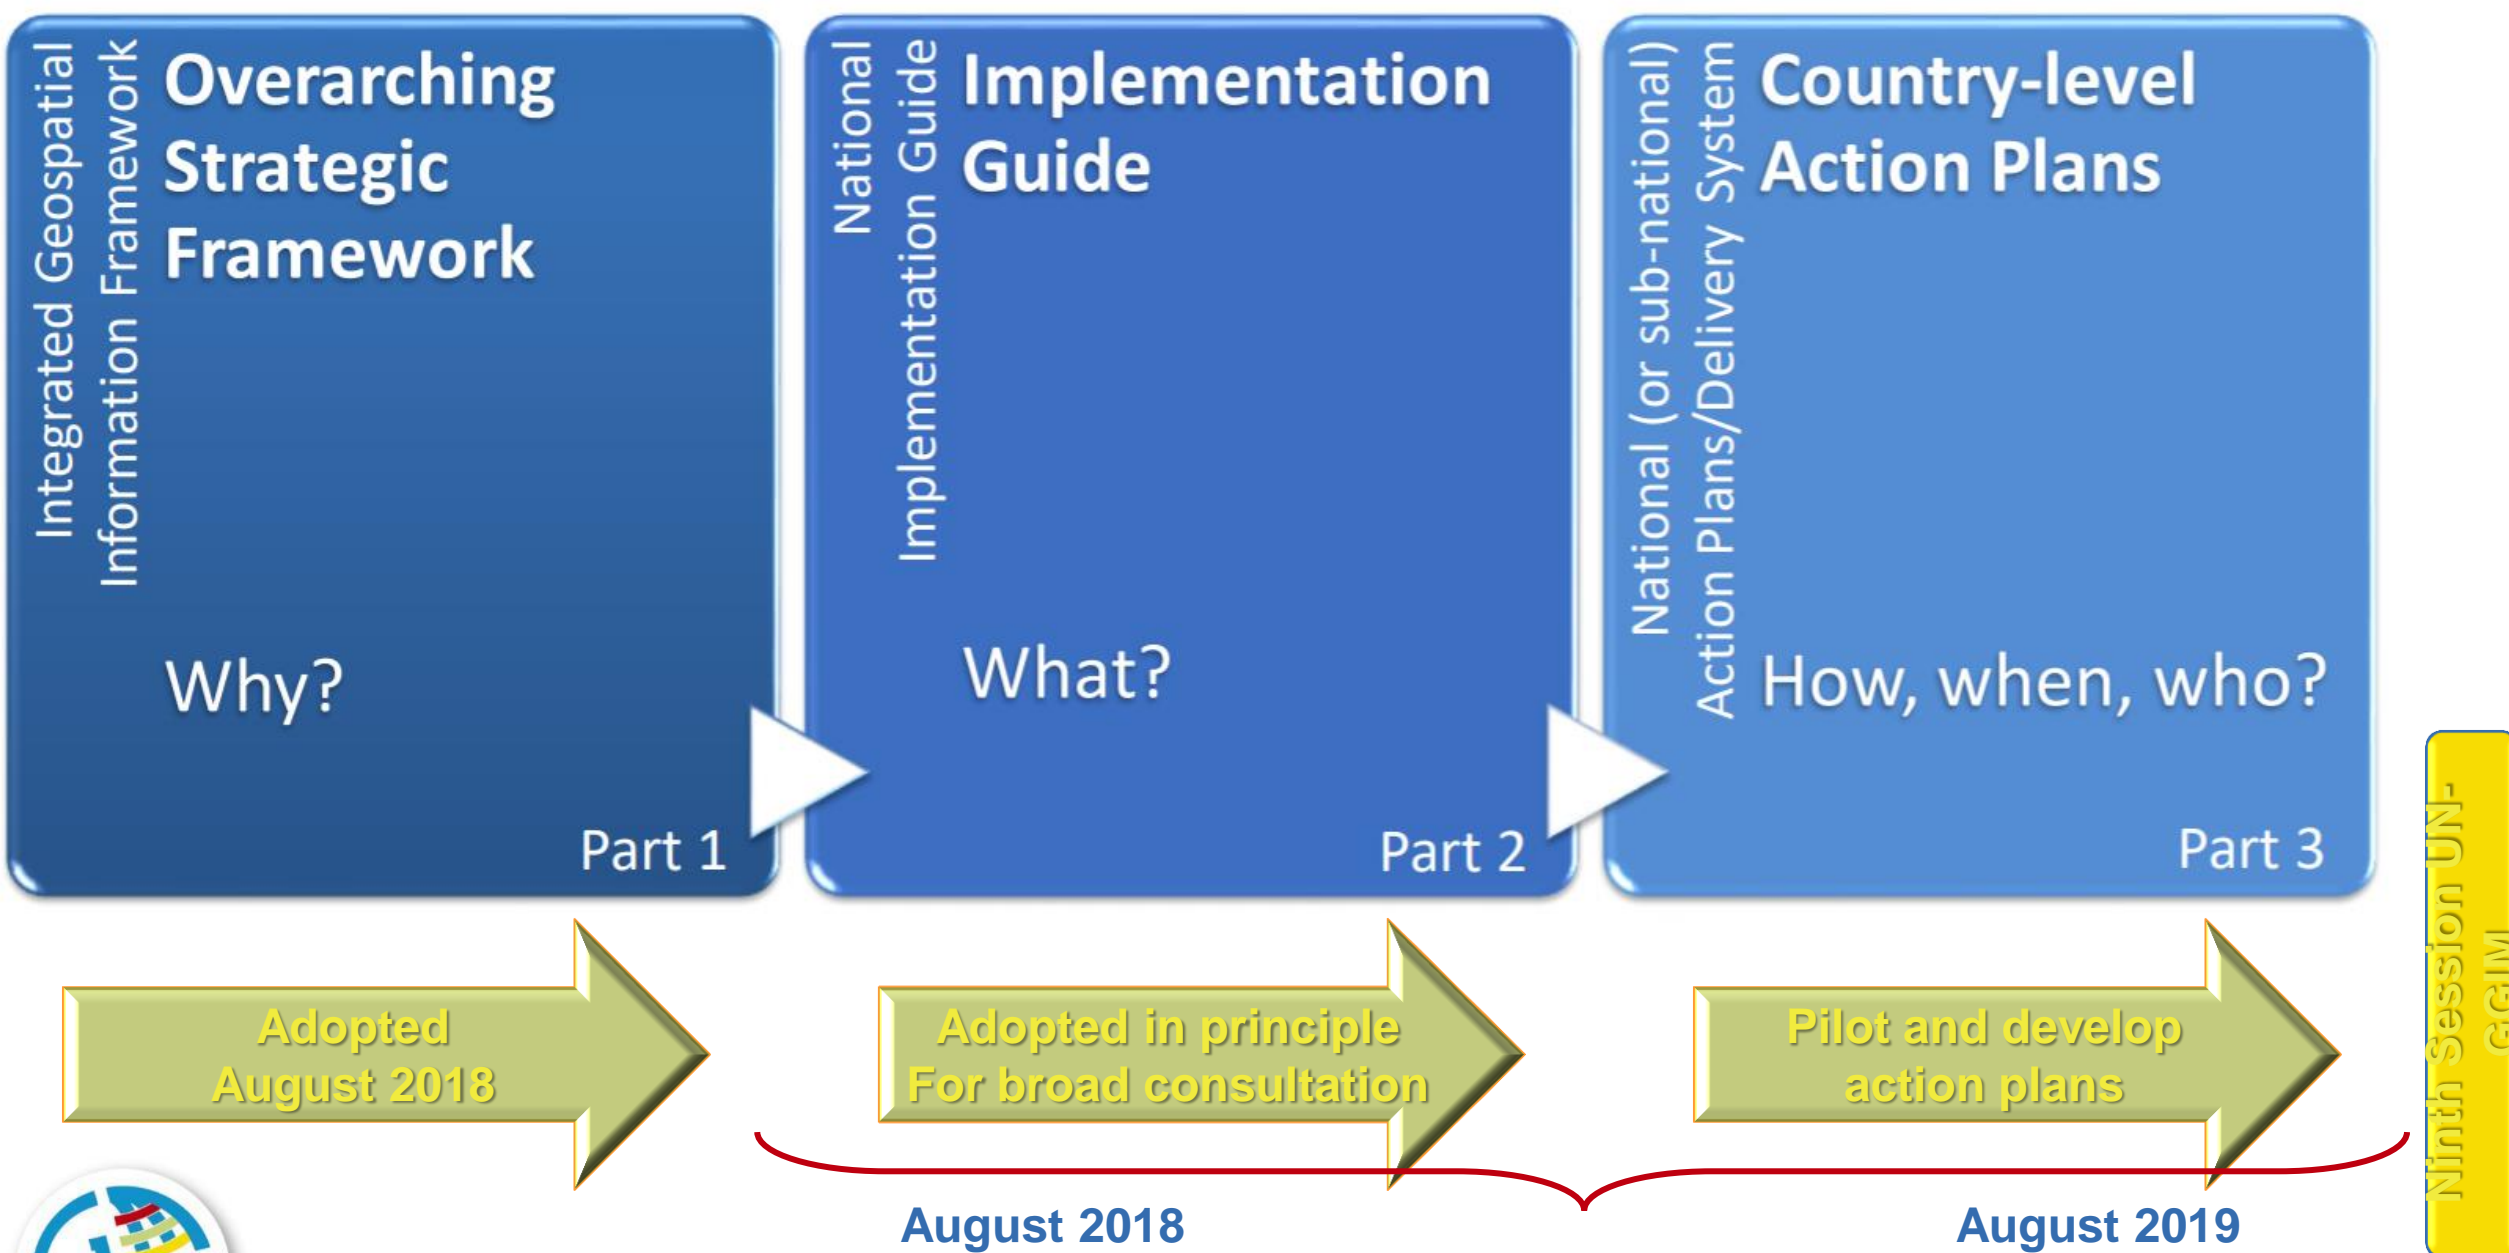 Integrated Geospatial
Information Framework
Overarching
Strategic
Framework
Why?
Part 1
National
Implementation Guide
Implementation
Guide
What?
Part 2
National (or sub-national)
Action Plans/Delivery System
Country-level
Action Plans
How, when, who?
Part 3
Adopted
August 2018
Adopted in principle
For broad consultation
Pilot and develop
action plans
August 2018
August 2019
Ninth Session UN-
GGIM